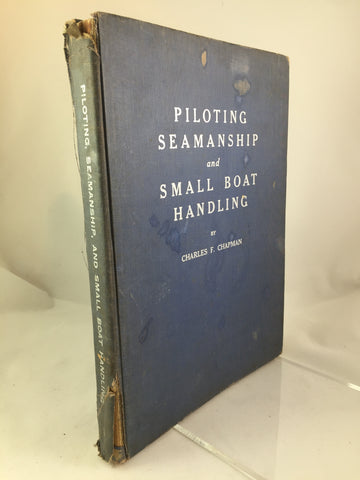 PILOTING
SEAMANSHIP
and
SMALL BOAT
HANDLING
BY
CHARLES F. CHAPMAN
PILOTING, SEAMANSHIP, AND SMALL BOAT HANDLING